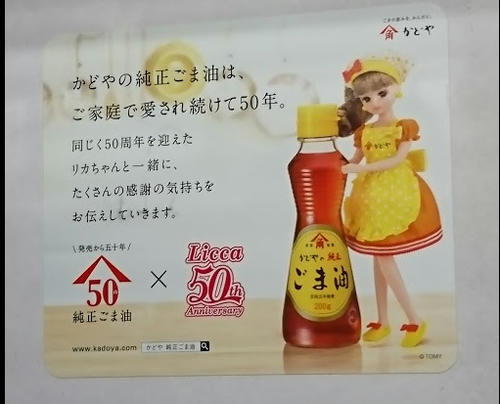 ごまの恵みを、みんなに。
かどや
かどやの純正ごま油は、
ご家庭で愛され続けて50年。
同じく50周年を迎えた
リカちゃんと一緒に、
たくさんの感謝の気持ちを
お伝えしていきます。
\ 発売から五十年 /
50
純正ごま油
×
Licca
50th
Anniversary
かどや
かどやの純正
ごま油
200g
www.kadoya.com
かどや 純正ごま油
© TOMY